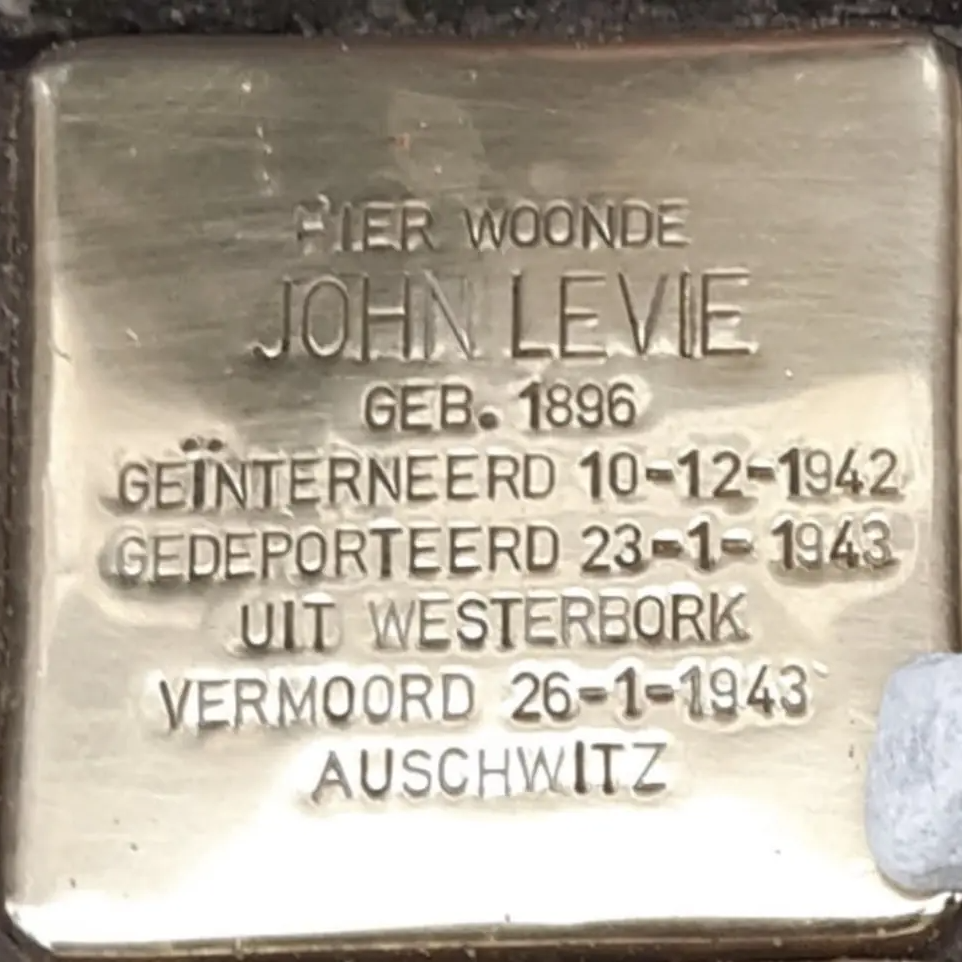 HIER WOONDE
JOHN LEVIE
GEB. 1896
GEÏNTERNEERD 10-12-1942
GEDEPORTEERD 23-1-1943
UIT WESTERBORK
VERMOORD 26-1-1943
AUSCHWITZ